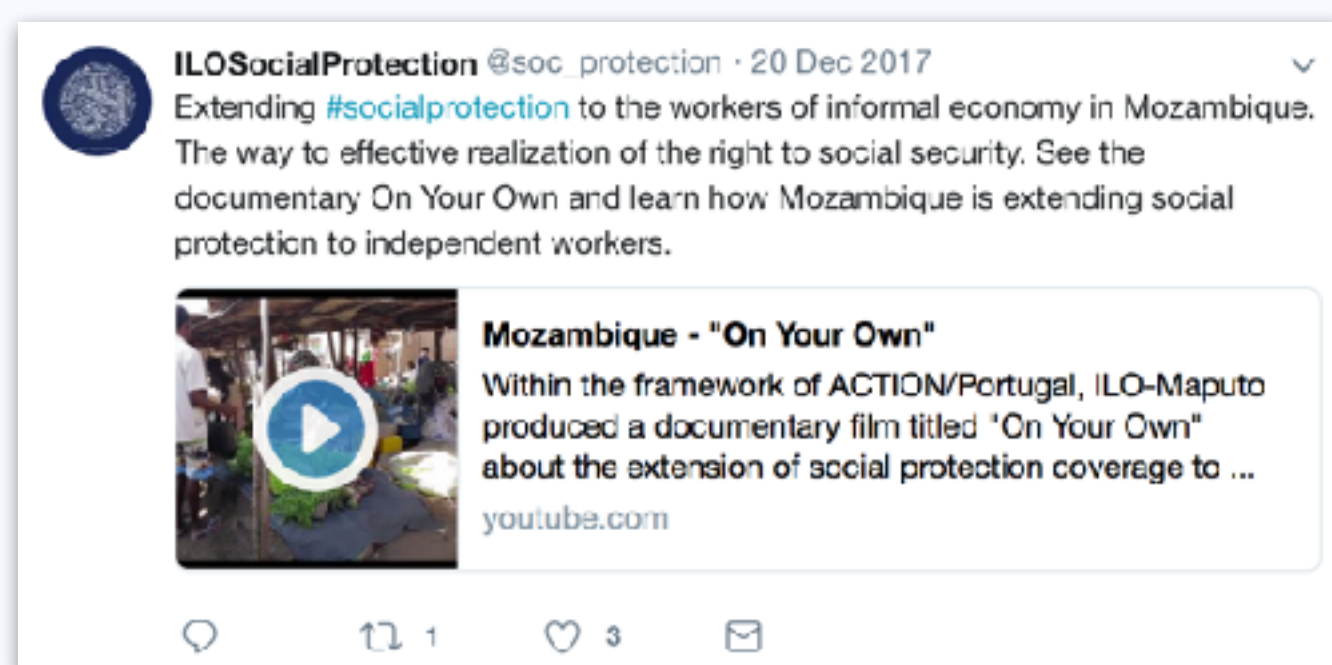 ILOSocialProtection @soc_protection · 20 Dec 2017
Extending #socialprotection to the workers of informal economy in Mozambique.
The way to effective realization of the right to social security. See the
documentary On Your Own and learn how Mozambique is extending social
protection to independent workers.
Mozambique - "On Your Own"
Within the framework of ACTION/Portugal, ILO-Maputo
produced a documentary film titled "On Your Own"
about the extension of social protection coverage to ...
youtube.com
1 3